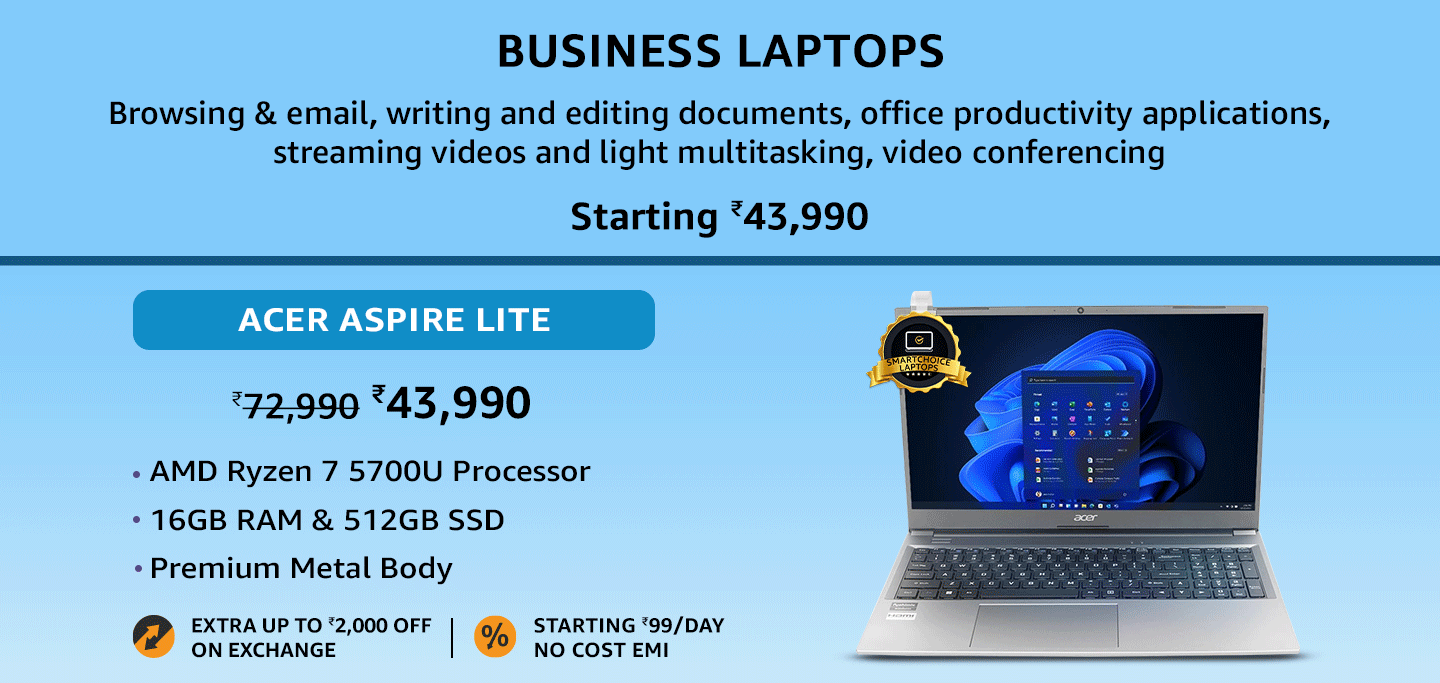 BUSINESS LAPTOPS
Browsing & email, writing and editing documents, office productivity applications,
streaming videos and light multitasking, video conferencing
Starting ₹43,990
ACER ASPIRE LITE
₹72,990 ₹43,990
• AMD Ryzen 7 5700U Processor
• 16GB RAM & 512GB SSD
• Premium Metal Body
EXTRA UP TO ₹2,000 OFF
ON EXCHANGE
%
STARTING ₹99/DAY
NO COST EMI
SMARTCHOICE
LAPTOPS
acer
HDMI